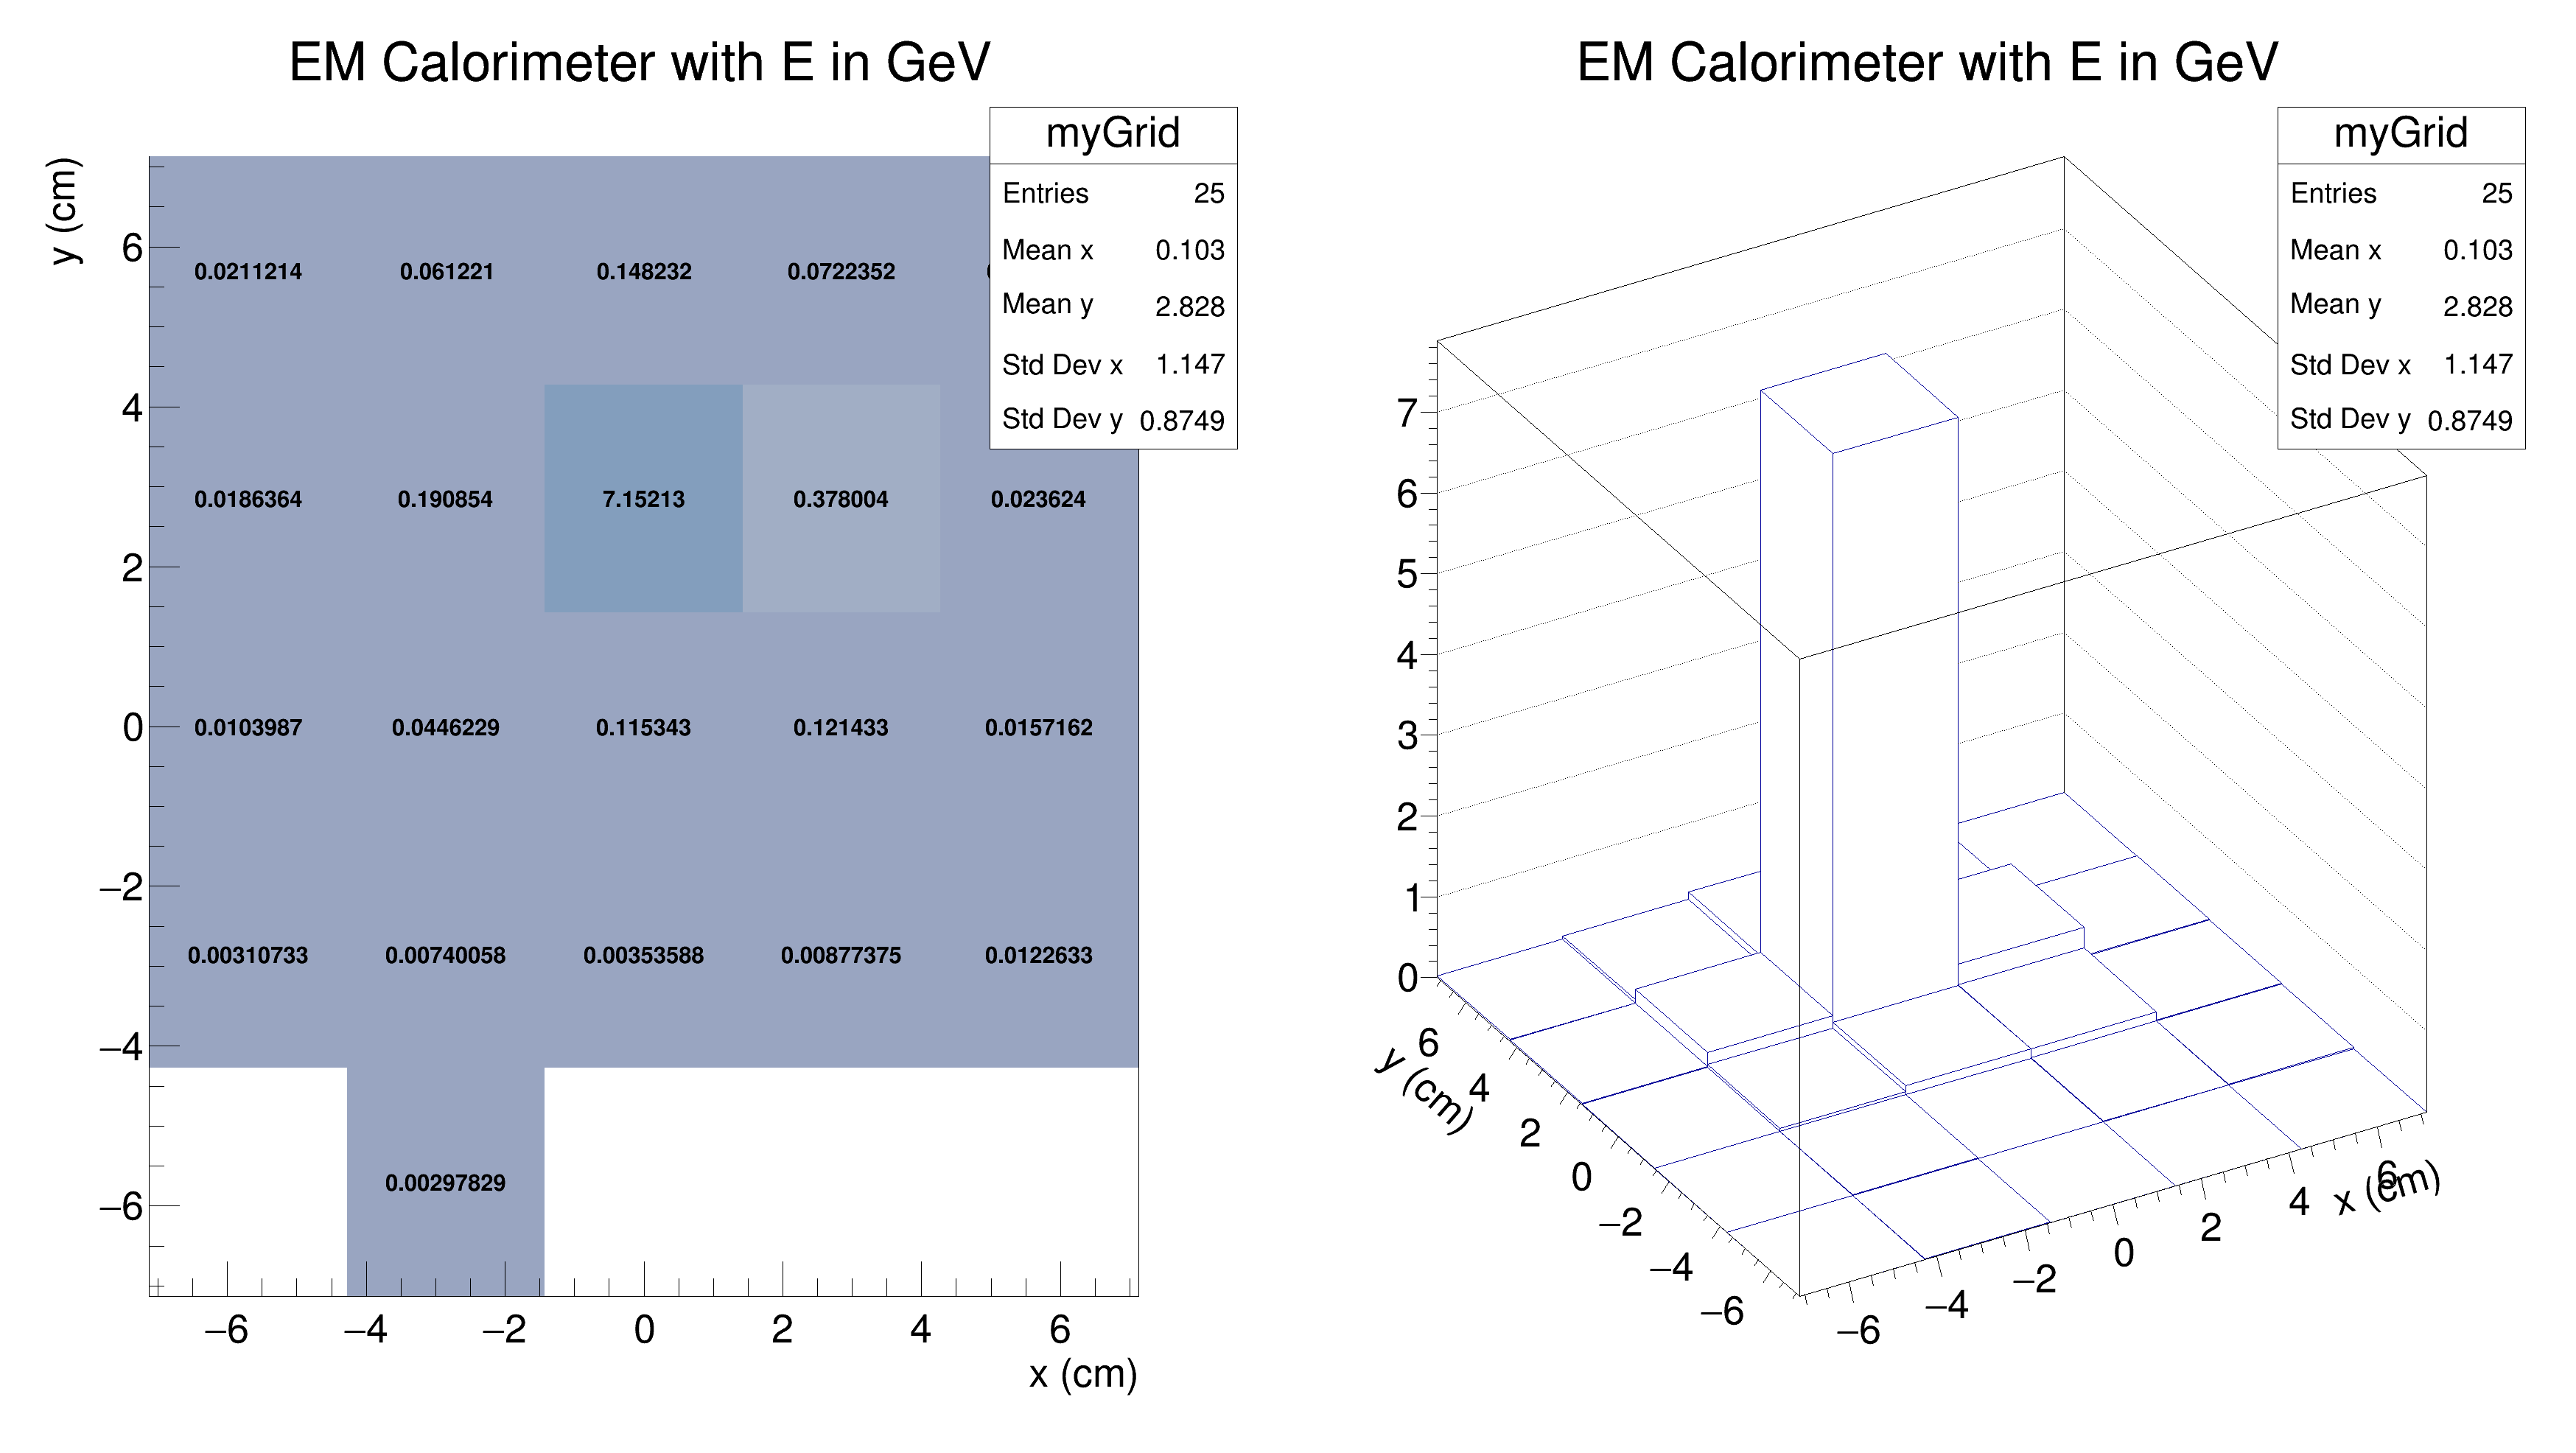 EM Calorimeter with E in GeV
myGrid
Entries 25
Mean x 0.103
Mean y 2.828
Std Dev x 1.147
Std Dev y 0.8749
y (cm)
6
4
2
0
−2
−4
−6
0.0211214 0.061221 0.148232 0.0722352
0.0186364 0.190854 7.15213 0.378004 0.023624
0.0103987 0.0446229 0.115343 0.121433 0.0157162
0.00310733 0.00740058 0.00353588 0.00877375 0.0122633
0.00297829
−6 −4 −2 0 2 4 6
x (cm)
EM Calorimeter with E in GeV
myGrid
Entries 25
Mean x 0.103
Mean y 2.828
Std Dev x 1.147
Std Dev y 0.8749
7
6
5
4
3
2
1
0
y (cm)
6
4
2
0
−2
−4
−6
−6 −4 −2 0 2 4 6
x (cm)